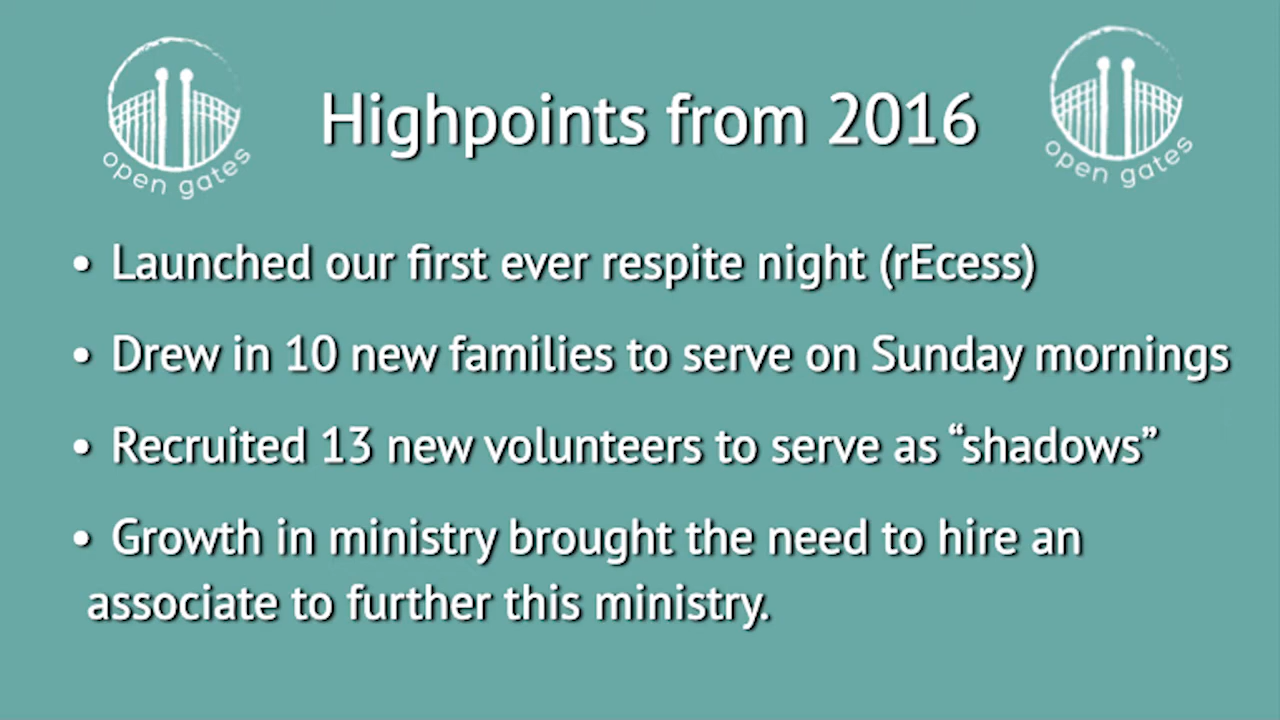 open gates
Highpoints from 2016
open gates
• Launched our first ever respite night (rEcess)
• Drew in 10 new families to serve on Sunday mornings
• Recruited 13 new volunteers to serve as “shadows”
• Growth in ministry brought the need to hire an
associate to further this ministry.